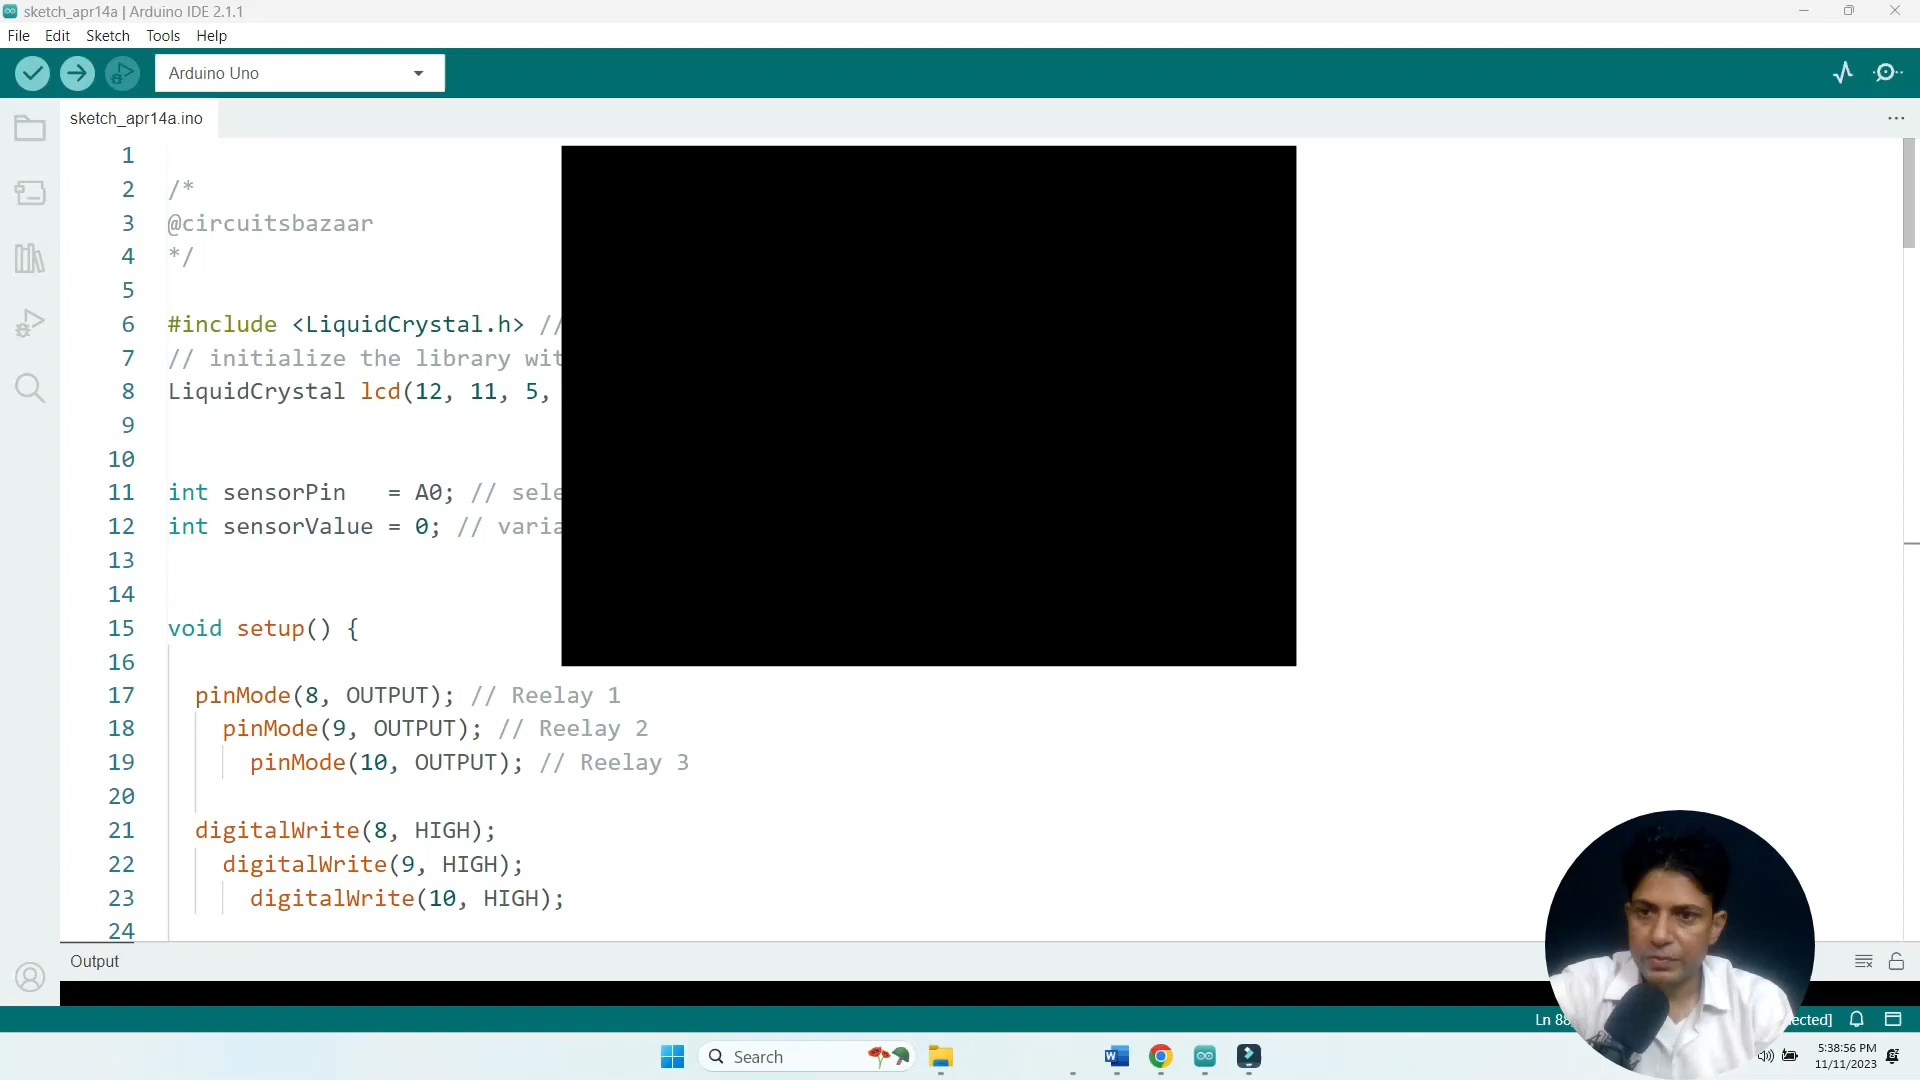 sketch_apr14a | Arduino IDE 2.1.1
File Edit Sketch Tools Help
Arduino Uno
sketch_apr14a.ino
1
2 /*
3 @circuitsbazaar
4 */
5
6 #include <LiquidCrystal.h> //
7 // initialize the library wit
8 LiquidCrystal lcd(12, 11, 5,
9
10
11 int sensorPin = A0; // sele
12 int sensorValue = 0; // varia
13
14
15 void setup() {
16
17 pinMode(8, OUTPUT); // Reelay 1
18 pinMode(9, OUTPUT); // Reelay 2
19 pinMode(10, OUTPUT); // Reelay 3
20
21 digitalWrite(8, HIGH);
22 digitalWrite(9, HIGH);
23 digitalWrite(10, HIGH);
24
Output
Ln 88 ected]
Search
5:38:56 PM
11/11/2023